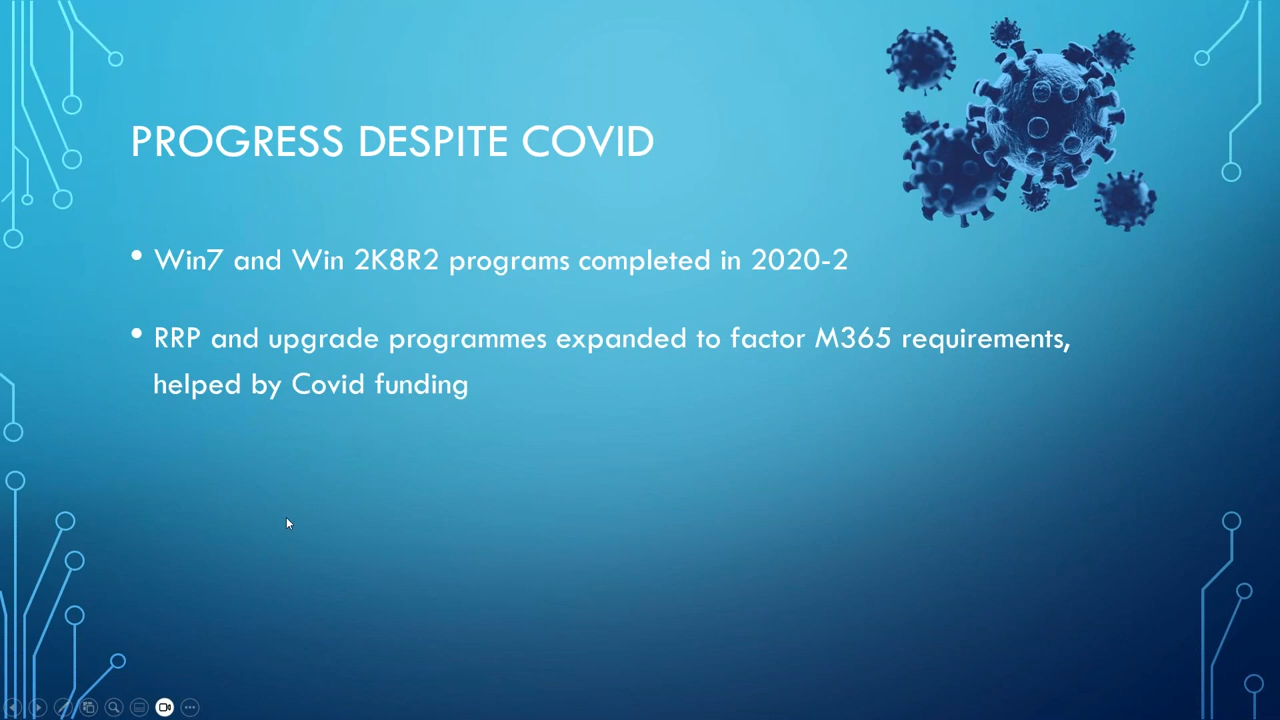 PROGRESS DESPITE COVID
• Win7 and Win 2K8R2 programs completed in 2020-2
• RRP and upgrade programmes expanded to factor M365 requirements,
helped by Covid funding